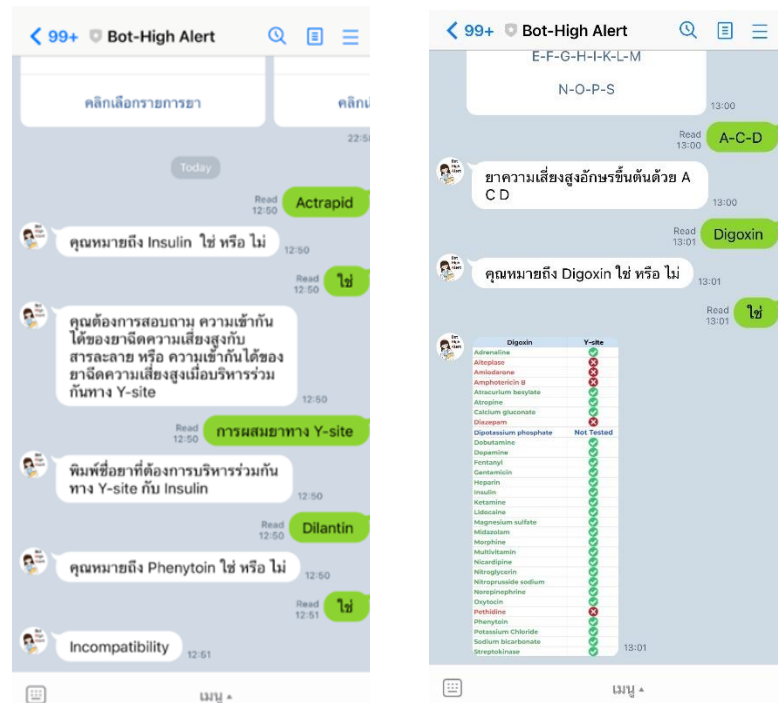 99+ Bot-High Alert
คลิกเลือกรายการยา
คลิกเ
22:5
Today
Read
12:50
Actrapid
คุณหมายถึง Insulin ใช่ หรือ ไม่
12:50
Read
12:50
ใช่
คุณต้องการสอบถาม ความเข้ากัน
ได้ของยาฉีดความเสี่ยงสูงกับ
สารละลาย หรือ ความเข้ากันได้ของ
ยาฉีดความเสี่ยงสูงเมื่อบริหารร่วม
กันทาง Y-site
12:50
Read
12:50
การผสมยาทาง Y-site
พิมพ์ชื่อยาที่ต้องการบริหารร่วมกัน
ทาง Y-site กับ Insulin
12:50
Read
12:50
Dilantin
คุณหมายถึง Phenytoin ใช่ หรือ ไม่
12:50
Read
12:51
ใช่
Incompatibility
12:51
เมนู
99+ Bot-High Alert
E-F-G-H-I-K-L-M
N-O-P-S
13:00
Read
13:00
A-C-D
ยาความเสี่ยงสูงอักษรขึ้นต้นด้วย A
C D
13:00
Read
13:01
Digoxin
คุณหมายถึง Digoxin ใช่ หรือ ไม่
13:01
Read
13:01
ใช่
Digoxin Y-site
Adrenaline
Alteplase
Amiodarone
Amphotericin B
Atracurium besylate
Atropine
Calcium gluconate
Diazepam
Dipotassium phosphate Not Tested
Dobutamine
Dopamine
Fentanyl
Gentamicin
Heparin
Insulin
Ketamine
Lidocaine
Magnesium sulfate
Midazolam
Morphine
Multivitamin
Nicardipine
Nitroglycerin
Nitroprusside sodium
Norepinephrine
Oxytocin
Pethidine
Phenytoin
Potassium Chloride
Sodium bicarbonate
Streptokinase
13:01
เมนู